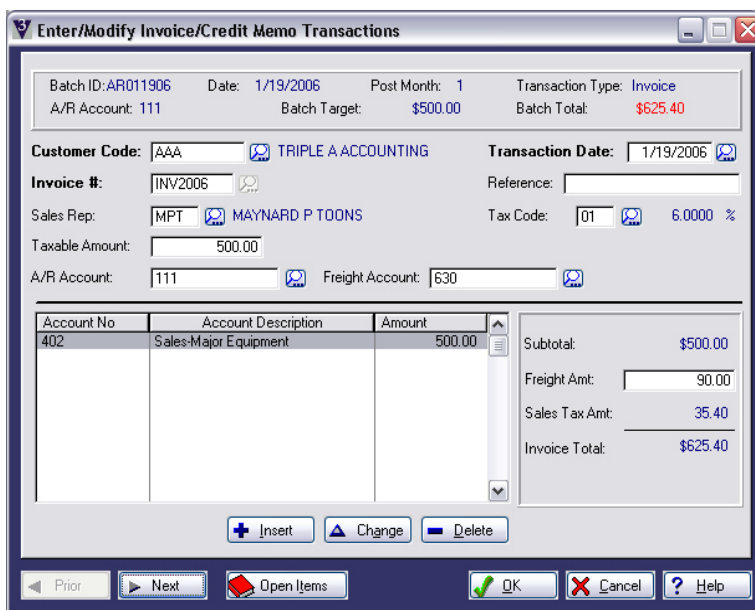 Enter/Modify Invoice/Credit Memo Transactions
Batch ID:AR011906 Date: 1/19/2006 Post Month: 1 Transaction Type: Invoice
A/R Account: 111 Batch Target: $500.00 Batch Total: $625.40
Customer Code: AAA TRIPLE A ACCOUNTING Transaction Date: 1/19/2006
Invoice #: INV2006 Reference:
Sales Rep: MPT MAYNARD P TOONS Tax Code: 01 6.0000 %
Taxable Amount: 500.00
A/R Account: 111 Freight Account: 630
Account No Account Description Amount
402 Sales-Major Equipment 500.00
Subtotal: $500.00
Freight Amt: 90.00
Sales Tax Amt: 35.40
Invoice Total: $625.40
Insert Change Delete
Prior Next Open Items OK Cancel Help